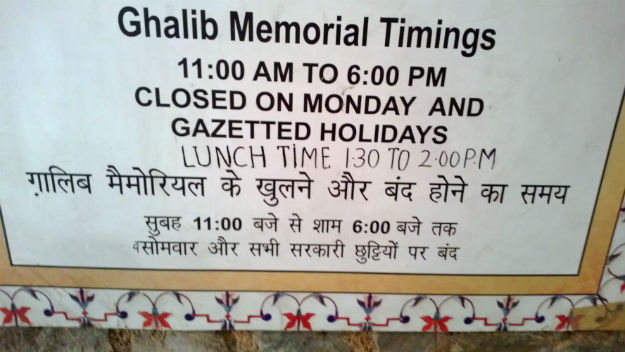 Ghalib Memorial Timings
11:00 AM TO 6:00 PM
CLOSED ON MONDAY AND
GAZETTED HOLIDAYS
LUNCH TIME 1·30 TO 2·00 P.M
ग़ालिब मैमोरियल के खुलने और बंद होने का समय
सुबह 11:00 बजे से शाम 6:00 बजे तक
सोमवार और सभी सरकारी छुट्टियों पर बंद